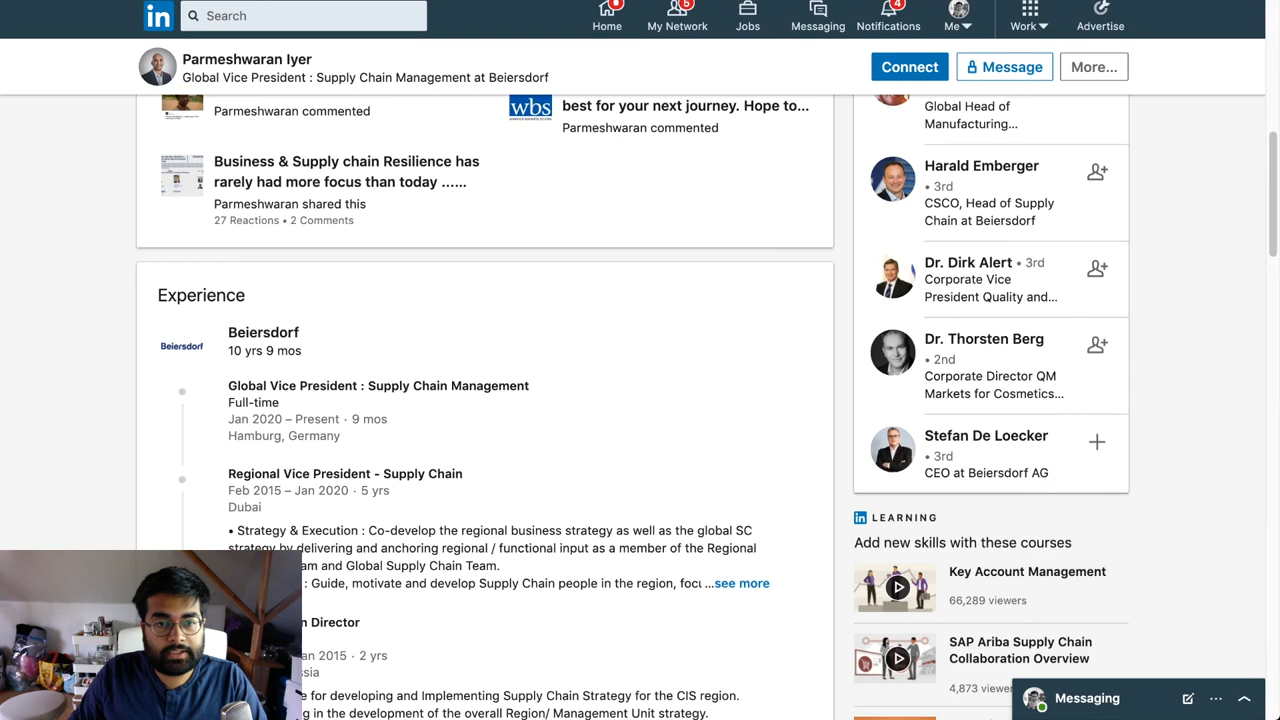 in
Search
5
4
Home
My Network
Jobs
Messaging
Notifications
Me
Work
Advertise
Parmeshwaran Iyer
Global Vice President : Supply Chain Management at Beiersdorf
Connect
Message
More...
Parmeshwaran commented
wbs
best for your next journey. Hope to...
Parmeshwaran commented
Business & Supply chain Resilience has
rarely had more focus than today ......
Parmeshwaran shared this
27 Reactions • 2 Comments
Experience
Beiersdorf
Beiersdorf
10 yrs 9 mos
Global Vice President : Supply Chain Management
Full-time
Jan 2020 – Present · 9 mos
Hamburg, Germany
Regional Vice President - Supply Chain
Feb 2015 – Jan 2020 · 5 yrs
Dubai
• Strategy & Execution : Co-develop the regional business strategy as well as the global SC
strategy by delivering and anchoring regional / functional input as a member of the Regional
am and Global Supply Chain Team.
: Guide, motivate and develop Supply Chain people in the region, focu ...see more
n Director
an 2015 · 2 yrs
ssia
e for developing and Implementing Supply Chain Strategy for the CIS region.
g in the development of the overall Region/ Management Unit strategy.
Global Head of
Manufacturing...
Harald Emberger
• 3rd
CSCO, Head of Supply
Chain at Beiersdorf
Dr. Dirk Alert • 3rd
Corporate Vice
President Quality and...
Dr. Thorsten Berg
• 2nd
Corporate Director QM
Markets for Cosmetics...
Stefan De Loecker
• 3rd
CEO at Beiersdorf AG
in LEARNING
Add new skills with these courses
Key Account Management
66,289 viewers
SAP Ariba Supply Chain
Collaboration Overview
4,873 viewers
Messaging